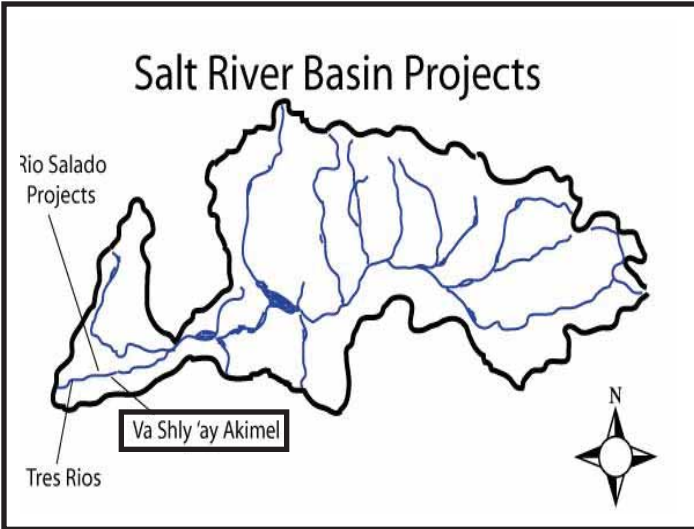 Salt River Basin Projects
Rio Salado
Projects
Va Shly 'ay Akimel
Tres Rios
N